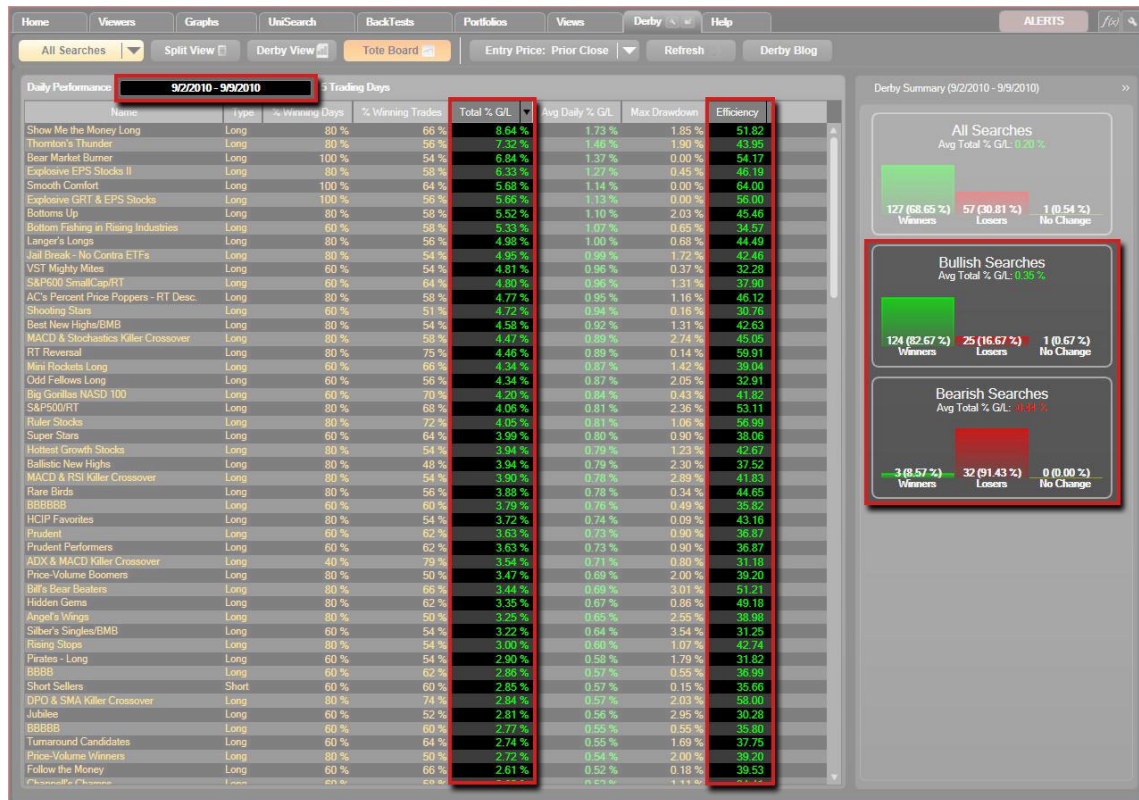 Home Viewers Graphs UniSearch BackTests Portfolios Views Derby Help ALERTS f(x)
All Searches Split View Derby View Tote Board Entry Price: Prior Close Refresh Derby Blog
Daily Performance 9/2/2010 - 9/9/2010 5 Trading Days
Name Type % Winning Days % Winning Trades Total % G/L Avg Daily % G/L Max Drawdown Efficiency
Show Me the Money Long Long 80 % 66 % 8.64 % 1.73 % 1.85 % 51.82
Thornton's Thunder Long 80 % 56 % 7.32 % 1.46 % 1.90 % 43.95
Bear Market Burner Long 100 % 54 % 6.84 % 1.37 % 0.00 % 54.17
Explosive EPS Stocks II Long 80 % 58 % 6.33 % 1.27 % 0.45 % 46.19
Smooth Comfort Long 100 % 64 % 5.68 % 1.14 % 0.00 % 64.00
Explosive GRT & EPS Stocks Long 100 % 56 % 5.66 % 1.13 % 0.00 % 56.00
Bottoms Up Long 80 % 58 % 5.52 % 1.10 % 2.03 % 45.46
Bottom Fishing in Rising Industries Long 60 % 58 % 5.33 % 1.07 % 0.65 % 34.57
Langer's Longs Long 80 % 56 % 4.98 % 1.00 % 0.68 % 44.49
Jail Break - No Contra ETFs Long 80 % 54 % 4.95 % 0.99 % 1.72 % 42.46
VST Mighty Mites Long 60 % 54 % 4.81 % 0.96 % 0.37 % 32.28
S&P600 SmallCap/RT Long 60 % 64 % 4.80 % 0.96 % 1.31 % 37.90
AC's Percent Price Poppers - RT Desc. Long 80 % 58 % 4.77 % 0.95 % 1.16 % 46.12
Shooting Stars Long 60 % 51 % 4.72 % 0.94 % 0.16 % 30.76
Best New Highs/BMB Long 80 % 54 % 4.58 % 0.92 % 1.31 % 42.63
MACD & Stochastics Killer Crossover Long 80 % 58 % 4.47 % 0.89 % 2.74 % 45.05
RT Reversal Long 80 % 75 % 4.46 % 0.89 % 0.14 % 59.91
Mini Rockets Long Long 60 % 66 % 4.34 % 0.87 % 1.42 % 39.04
Odd Fellows Long Long 60 % 56 % 4.34 % 0.87 % 2.05 % 32.91
Big Gorillas NASD 100 Long 60 % 70 % 4.20 % 0.84 % 0.43 % 41.82
S&P500/RT Long 80 % 68 % 4.06 % 0.81 % 2.36 % 53.11
Ruler Stocks Long 80 % 72 % 4.05 % 0.81 % 1.06 % 56.99
Super Stars Long 60 % 64 % 3.99 % 0.80 % 0.90 % 38.06
Hottest Growth Stocks Long 80 % 54 % 3.94 % 0.79 % 1.23 % 42.67
Ballistic New Highs Long 80 % 48 % 3.94 % 0.79 % 2.30 % 37.52
MACD & RSI Killer Crossover Long 80 % 54 % 3.90 % 0.78 % 2.89 % 41.83
Rare Birds Long 80 % 56 % 3.88 % 0.78 % 0.34 % 44.65
BBBBBB Long 60 % 60 % 3.79 % 0.76 % 0.49 % 35.82
HCIP Favorites Long 80 % 54 % 3.72 % 0.74 % 0.09 % 43.16
Prudent Long 60 % 62 % 3.63 % 0.73 % 0.90 % 36.87
Prudent Performers Long 60 % 62 % 3.63 % 0.73 % 0.90 % 36.87
ADX & MACD Killer Crossover Long 40 % 79 % 3.54 % 0.71 % 0.80 % 31.18
Price-Volume Boomers Long 80 % 50 % 3.47 % 0.69 % 2.00 % 39.20
Bill's Bear Beaters Long 80 % 66 % 3.44 % 0.69 % 3.01 % 51.21
Hidden Gems Long 80 % 62 % 3.35 % 0.67 % 0.86 % 49.18
Angel's Wings Long 80 % 50 % 3.25 % 0.65 % 2.55 % 38.98
Silber's Singles/BMB Long 60 % 54 % 3.22 % 0.64 % 3.54 % 31.25
Rising Stops Long 80 % 54 % 3.00 % 0.60 % 1.07 % 42.74
Pirates - Long Long 60 % 54 % 2.90 % 0.58 % 1.79 % 31.82
BBBB Long 60 % 62 % 2.86 % 0.57 % 0.55 % 36.99
Short Sellers Short 60 % 60 % 2.85 % 0.57 % 0.15 % 35.66
DPO & SMA Killer Crossover Long 80 % 74 % 2.84 % 0.57 % 2.03 % 58.00
Jubilee Long 60 % 52 % 2.81 % 0.56 % 2.95 % 30.28
BBBBB Long 60 % 60 % 2.77 % 0.55 % 0.55 % 35.80
Turnaround Candidates Long 60 % 64 % 2.74 % 0.55 % 1.69 % 37.75
Price-Volume Winners Long 80 % 50 % 2.72 % 0.54 % 2.00 % 39.20
Follow the Money Long 60 % 66 % 2.61 % 0.52 % 0.18 % 39.53
Derby Summary (9/2/2010 - 9/9/2010) »
All Searches
Avg Total % G/L: 0.20 %
127 (68.65 %) 57 (30.81 %) 1 (0.54 %)
Winners Losers No Change
Bullish Searches
Avg Total % G/L: 0.35 %
124 (82.67 %) 25 (16.67 %) 1 (0.67 %)
Winners Losers No Change
Bearish Searches
Avg Total % G/L:
3 (8.57 %) 32 (91.43 %) 0 (0.00 %)
Winners Losers No Change